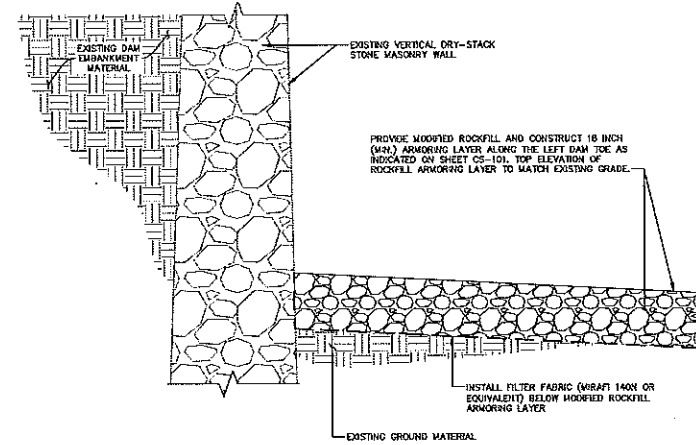 EXISTING DAM
EMBANKMENT
MATERIAL
EXISTING VERTICAL DRY-STACK
STONE MASONRY WALL
PROVIDE MODIFIED ROCKFILL AND CONSTRUCT 18 INCH
(MIN.) ARMORING LAYER ALONG THE LEFT DAM TOE AS
INDICATED ON SHEET CS-101. TOP ELEVATION OF
ROCKFILL ARMORING LAYER TO MATCH EXISTING GRADE.
INSTALL FILTER FABRIC (MIRAFI 140N OR
EQUIVALENT) BELOW MODIFIED ROCKFILL
ARMORING LAYER
EXISTING GROUND MATERIAL